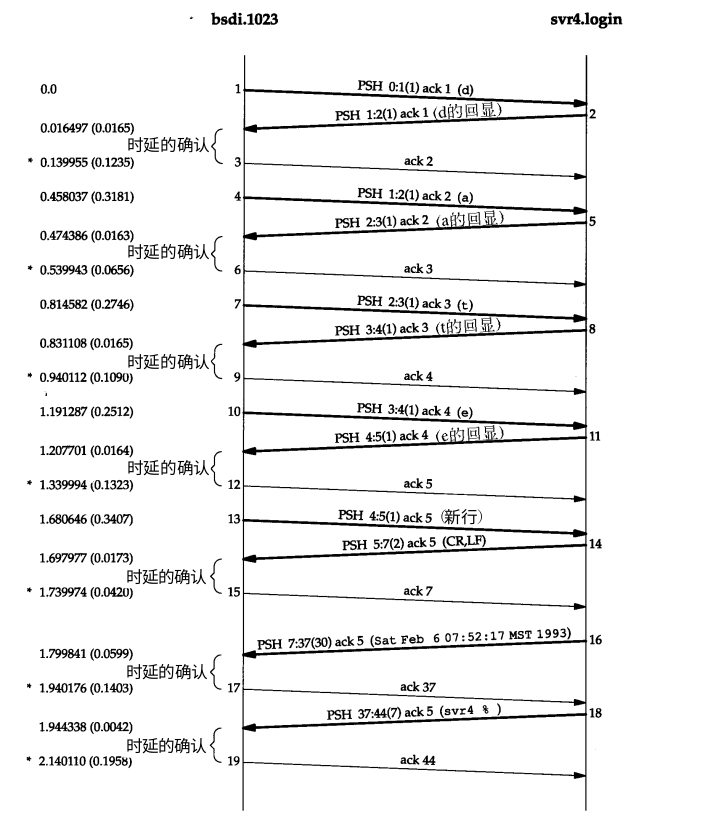 bsdi.1023 svr4.login
0.0 1 PSH 0:1(1) ack 1 (d)
PSH 1:2(1) ack 1 (d的回显) 2
0.016497 (0.0165)
时延的确认
* 0.139955 (0.1235) 3 ack 2
0.458037 (0.3181) 4 PSH 1:2(1) ack 2 (a)
PSH 2:3(1) ack 2 (a的回显) 5
0.474386 (0.0163)
时延的确认
* 0.539943 (0.0656) 6 ack 3
0.814582 (0.2746) 7 PSH 2:3(1) ack 3 (t)
PSH 3:4(1) ack 3 (t的回显) 8
0.831108 (0.0165)
时延的确认
* 0.940112 (0.1090) 9 ack 4
1.191287 (0.2512) 10 PSH 3:4(1) ack 4 (e)
PSH 4:5(1) ack 4 (e的回显) 11
1.207701 (0.0164)
时延的确认
* 1.339994 (0.1323) 12 ack 5
1.680646 (0.3407) 13 PSH 4:5(1) ack 5 (新行)
PSH 5:7(2) ack 5 (CR,LF) 14
1.697977 (0.0173)
时延的确认
* 1.739974 (0.0420) 15 ack 7
PSH 7:37(30) ack 5 (Sat Feb 6 07:52:17 MST 1993) 16
1.799841 (0.0599)
时延的确认
* 1.940176 (0.1403) 17 ack 37
PSH 37:44(7) ack 5 (svr4 % ) 18
1.944338 (0.0042)
时延的确认
* 2.140110 (0.1958) 19 ack 44